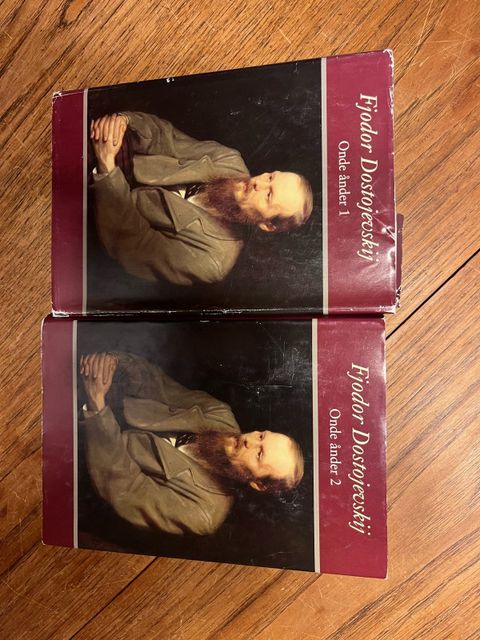 Fjodor Dostojevskij
Onde ånder 1
Fjodor Dostojevskij
Onde ånder 2